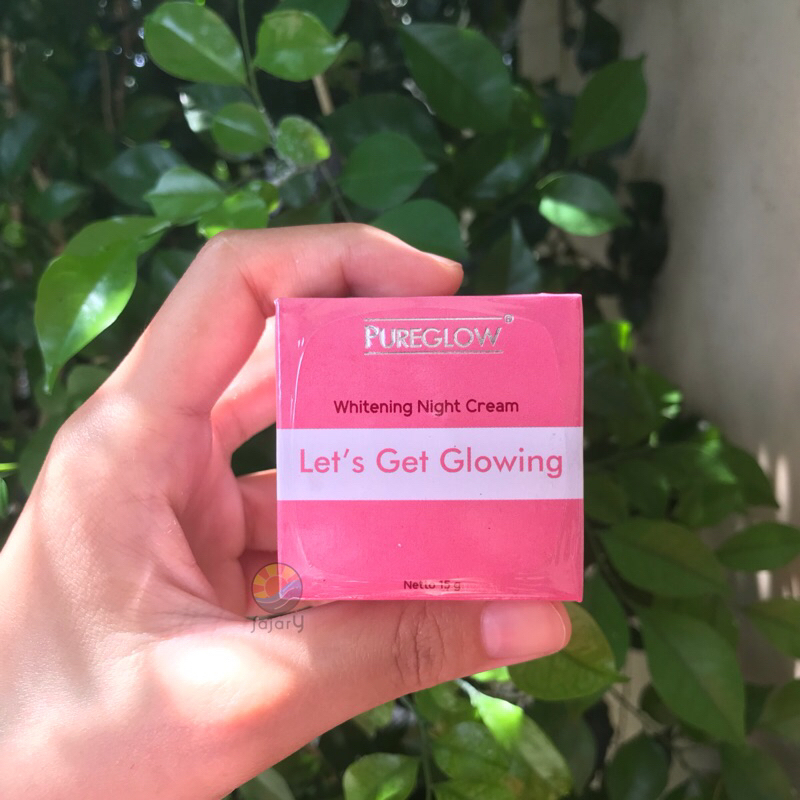 PUREGLOW®
Whitening Night Cream
Let's Get Glowing
Netto 15 g
fajary